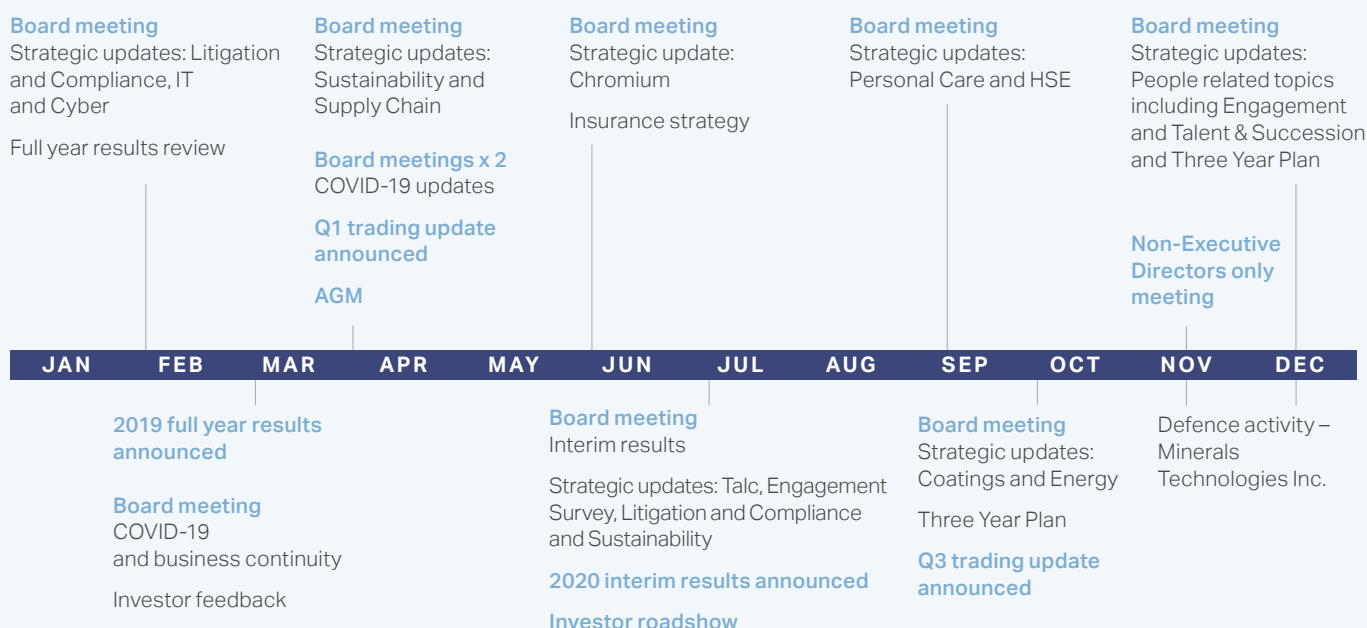 Board meeting
Strategic updates: Litigation
and Compliance, IT
and Cyber
Full year results review
Board meeting
Strategic updates:
Sustainability and
Supply Chain
Board meetings x 2
COVID-19 updates
Q1 trading update
announced
AGM
Board meeting
Strategic update:
Chromium
Insurance strategy
Board meeting
Strategic updates:
Personal Care and HSE
Board meeting
Strategic updates:
People related topics
including Engagement
and Talent & Succession
and Three Year Plan
Non-Executive
Directors only
meeting
JAN FEB MAR APR MAY JUN JUL AUG SEP OCT NOV DEC
2019 full year results
announced
Board meeting
COVID-19
and business continuity
Investor feedback
Board meeting
Interim results
Strategic updates: Talc, Engagement
Survey, Litigation and Compliance
and Sustainability
2020 interim results announced
Investor roadshow
Board meeting
Strategic updates:
Coatings and Energy
Three Year Plan
Q3 trading update
announced
Defence activity –
Minerals
Technologies Inc.